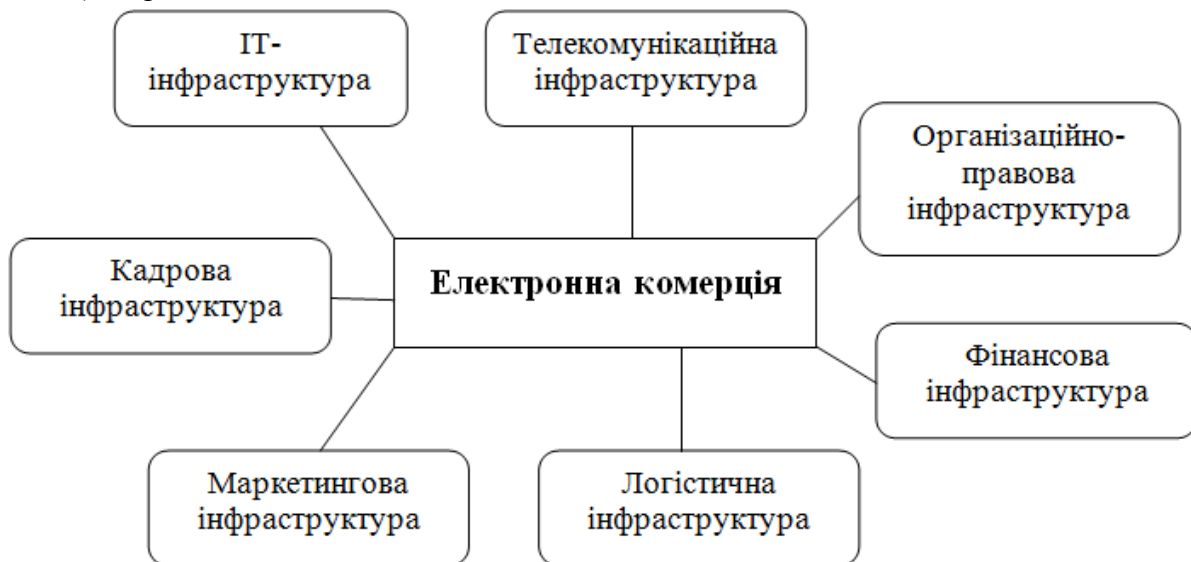 ІТ-
інфраструктура
Телекомунікаційна
інфраструктура
Організаційно-
правова
інфраструктура
Кадрова
інфраструктура
Електронна комерція
Фінансова
інфраструктура
Маркетингова
інфраструктура
Логістична
інфраструктура